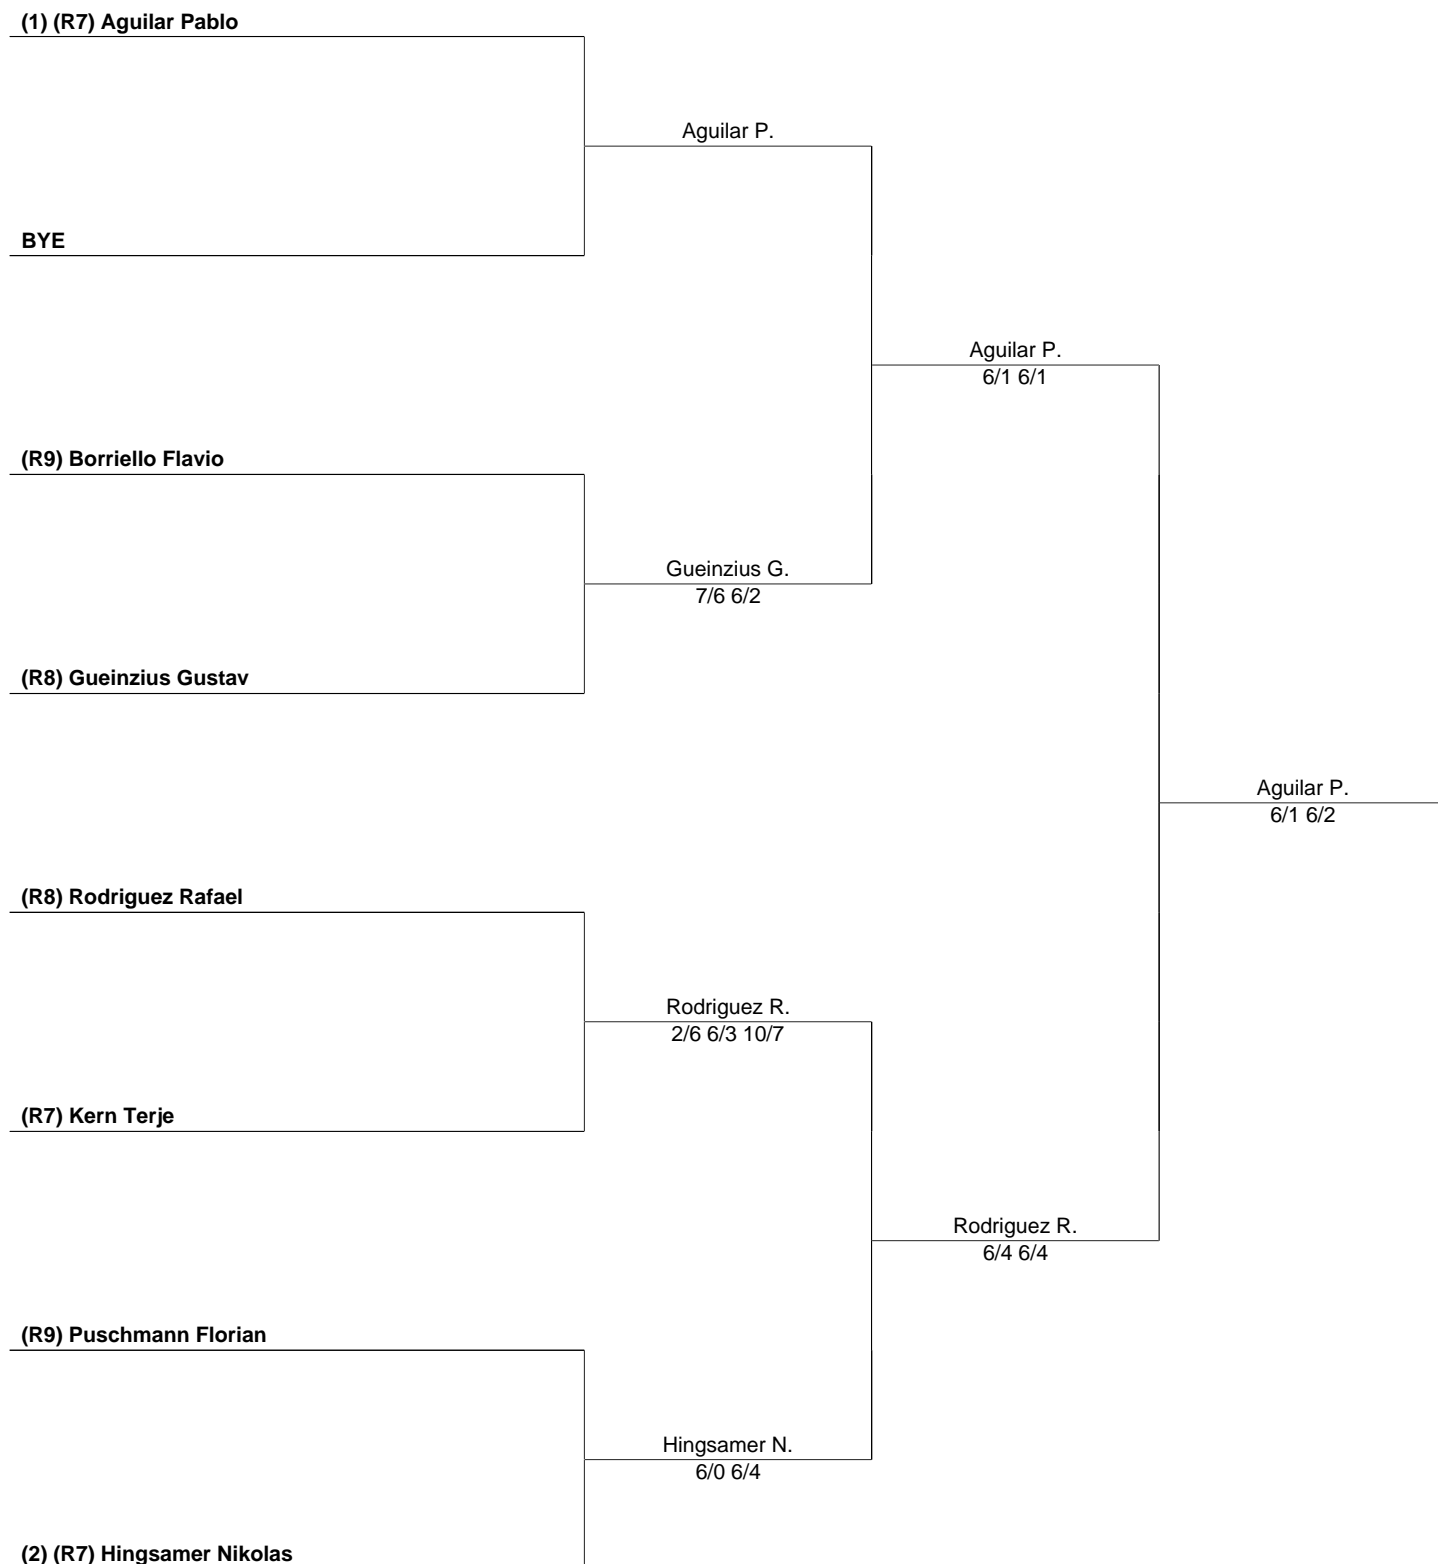 (1) (R7) Aguilar Pablo
Aguilar P.
BYE
Aguilar P.
6/1 6/1
(R9) Borriello Flavio
Gueinzius G.
7/6 6/2
(R8) Gueinzius Gustav
Aguilar P.
6/1 6/2
(R8) Rodriguez Rafael
Rodriguez R.
2/6 6/3 10/7
(R7) Kern Terje
Rodriguez R.
6/4 6/4
(R9) Puschmann Florian
Hingsamer N.
6/0 6/4
(2) (R7) Hingsamer Nikolas